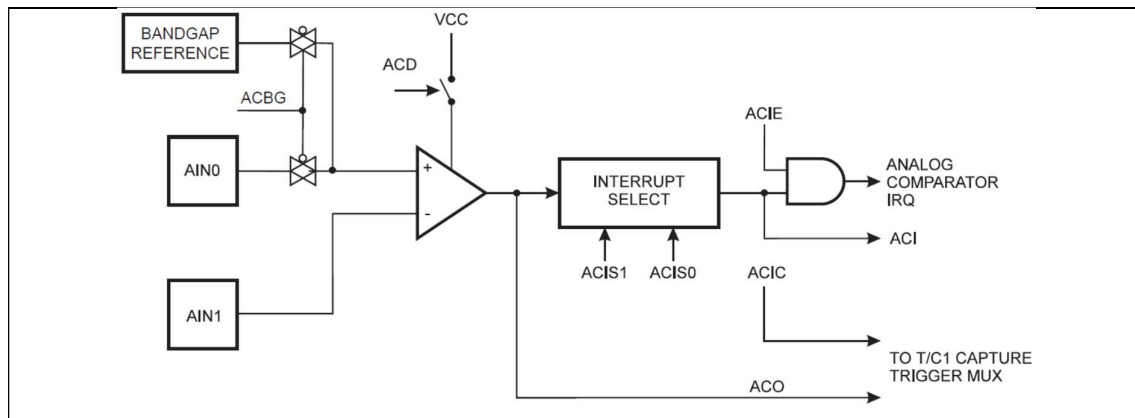 BANDGAP
REFERENCE
VCC
ACD
ACBG
ACIE
AIN0
+
-
INTERRUPT
SELECT
ANALOG
COMPARATOR
IRQ
ACI
ACIS1
ACIS0
ACIC
AIN1
TO T/C1 CAPTURE
TRIGGER MUX
ACO